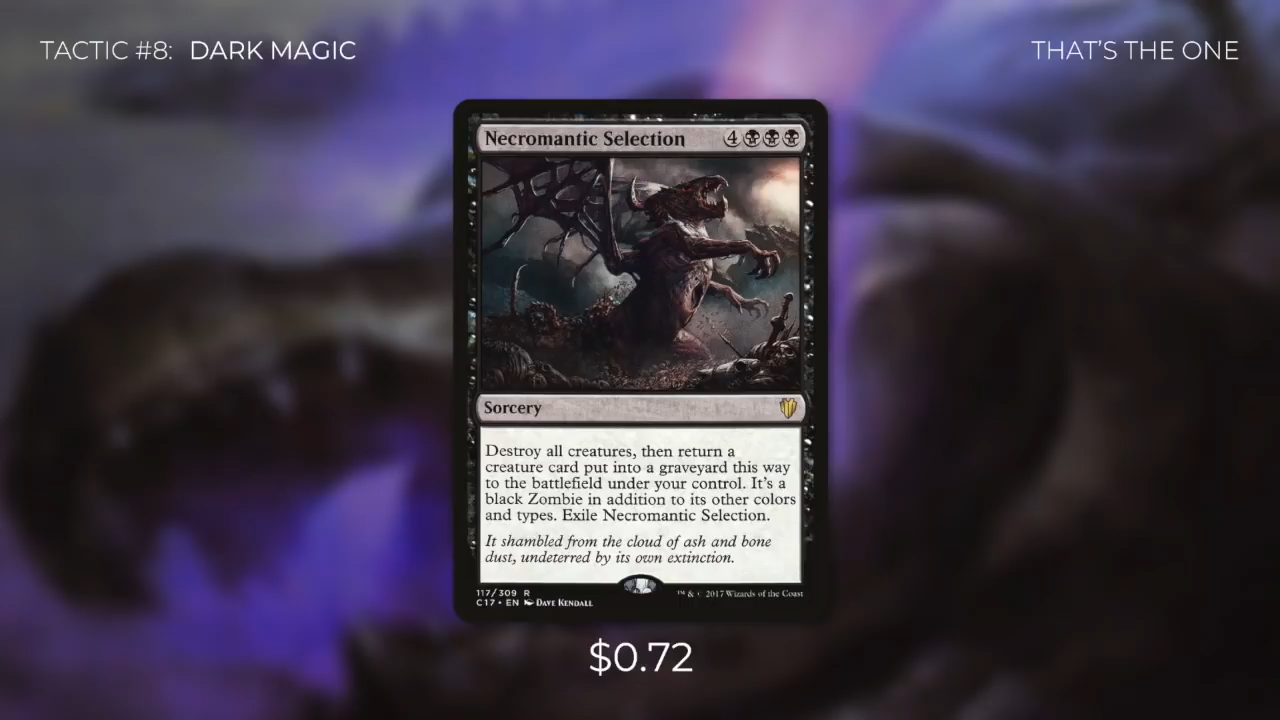 TACTIC #8: DARK MAGIC
THAT'S THE ONE
Necromantic Selection 4
Sorcery
Destroy all creatures, then return a
creature card put into a graveyard this way
to the battlefield under your control. It's a
black Zombie in addition to its other colors
and types. Exile Necromantic Selection.
It shambled from the cloud of ash and bone
dust, undeterred by its own extinction.
117/309 R
C17 • EN DAVE KENDALL
™ & © 2017 Wizards of the Coast
$0.72